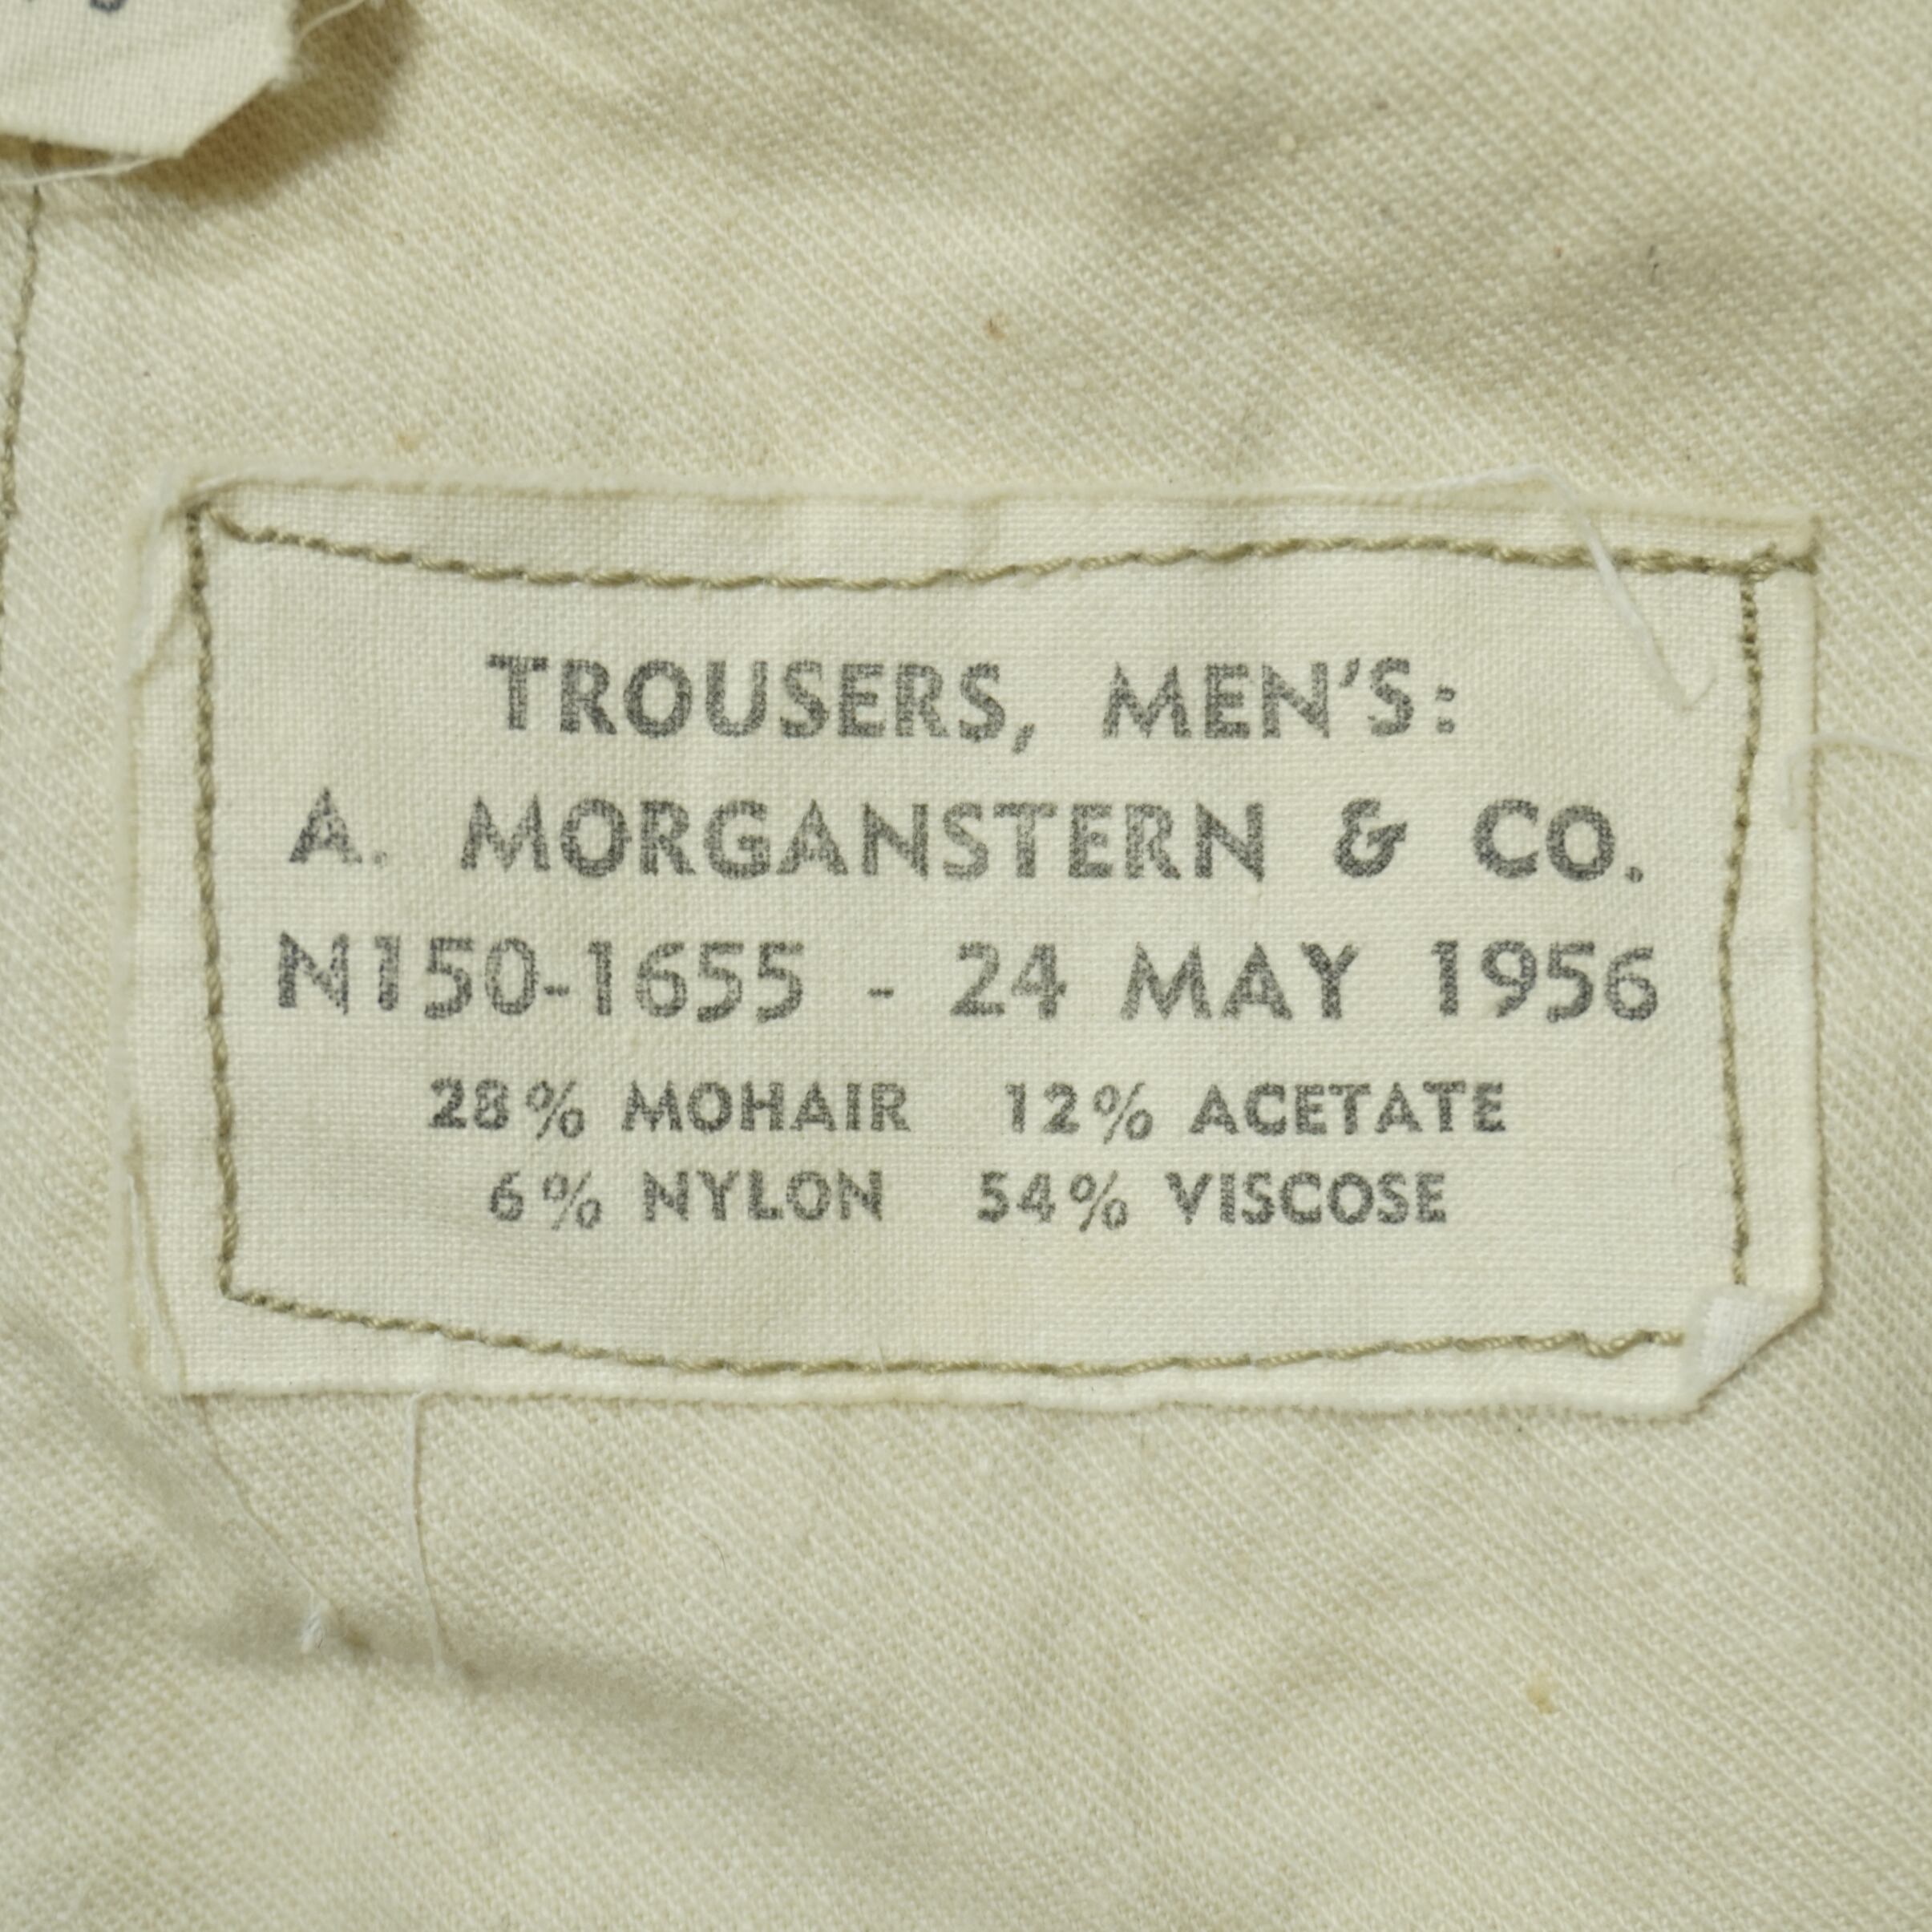 TROUSERS, MEN'S:
A. MORGANSTERN & CO.
N150-1655 - 24 MAY 1956
28% MOHAIR 12% ACETATE
6% NYLON 54% VISCOSE